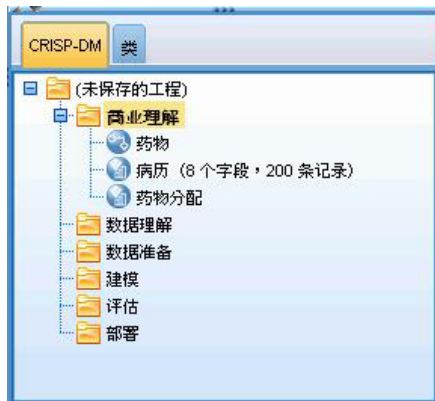 CRISP-DM 类
(未保存的工程)
商业理解
药物
病历 (8 个字段，200 条记录)
药物分配
数据理解
数据准备
建模
评估
部署